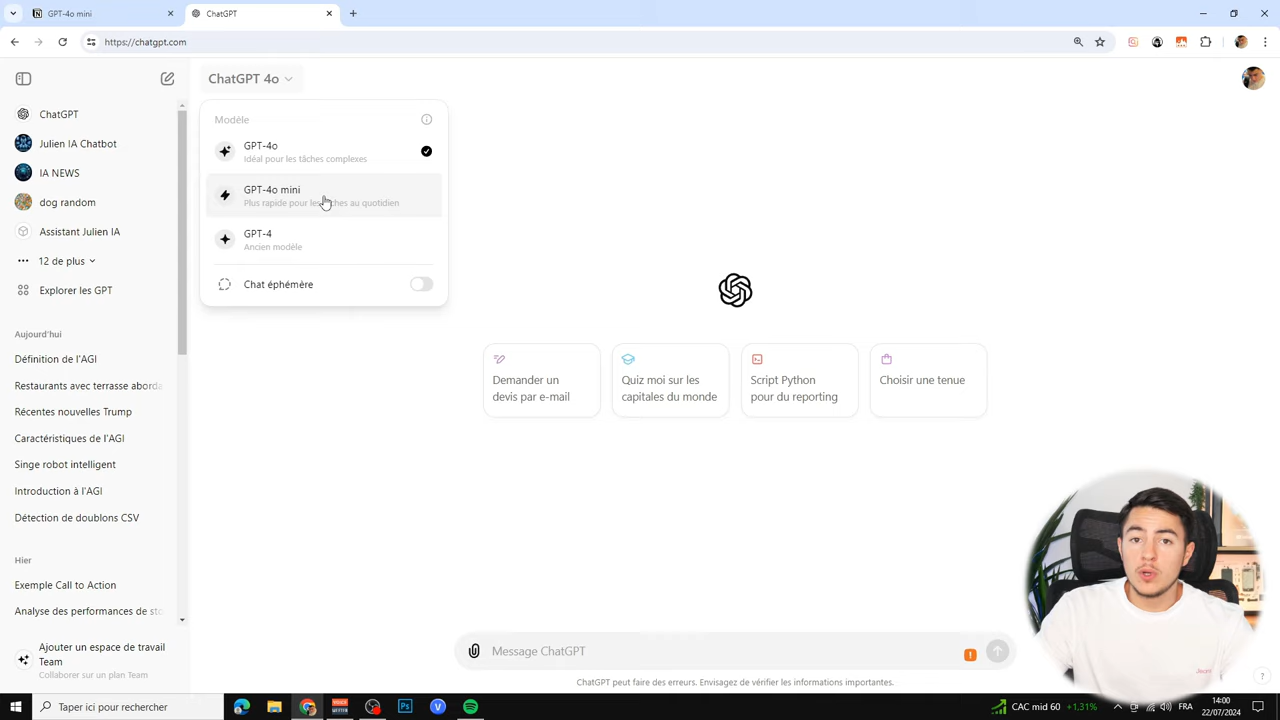 GPT-4o mini
ChatGPT
https://chatgpt.com
ChatGPT 4o
ChatGPT
Julien IA Chatbot
IA NEWS
dog random
Assistant Julien IA
12 de plus
Explorer les GPT
Aujourd'hui
Définition de l'AGI
Restaurants avec terrasse aborda
Récentes nouvelles Trump
Caractéristiques de l'AGI
Singe robot intelligent
Introduction à l'AGI
Détection de doublons CSV
Hier
Exemple Call to Action
Analyse des performances de sto
Ajouter un espace de travail
Team
Collaborer sur un plan Team
Modèle
GPT-4o
Idéal pour les tâches complexes
GPT-4o mini
Plus rapide pour les ches au quotidien
GPT-4
Ancien modèle
Chat éphémère
Demander un
devis par e-mail
Quiz moi sur les
capitales du monde
Script Python
pour du reporting
Choisir une tenue
Message ChatGPT
ChatGPT peut faire des erreurs. Envisagez de vérifier les informations importantes.
?
Taper ici pour rechercher
VOICE
MEEB
Ps
V
CAC mid 60 +1,31%
FRA
14:00
22/07/2024